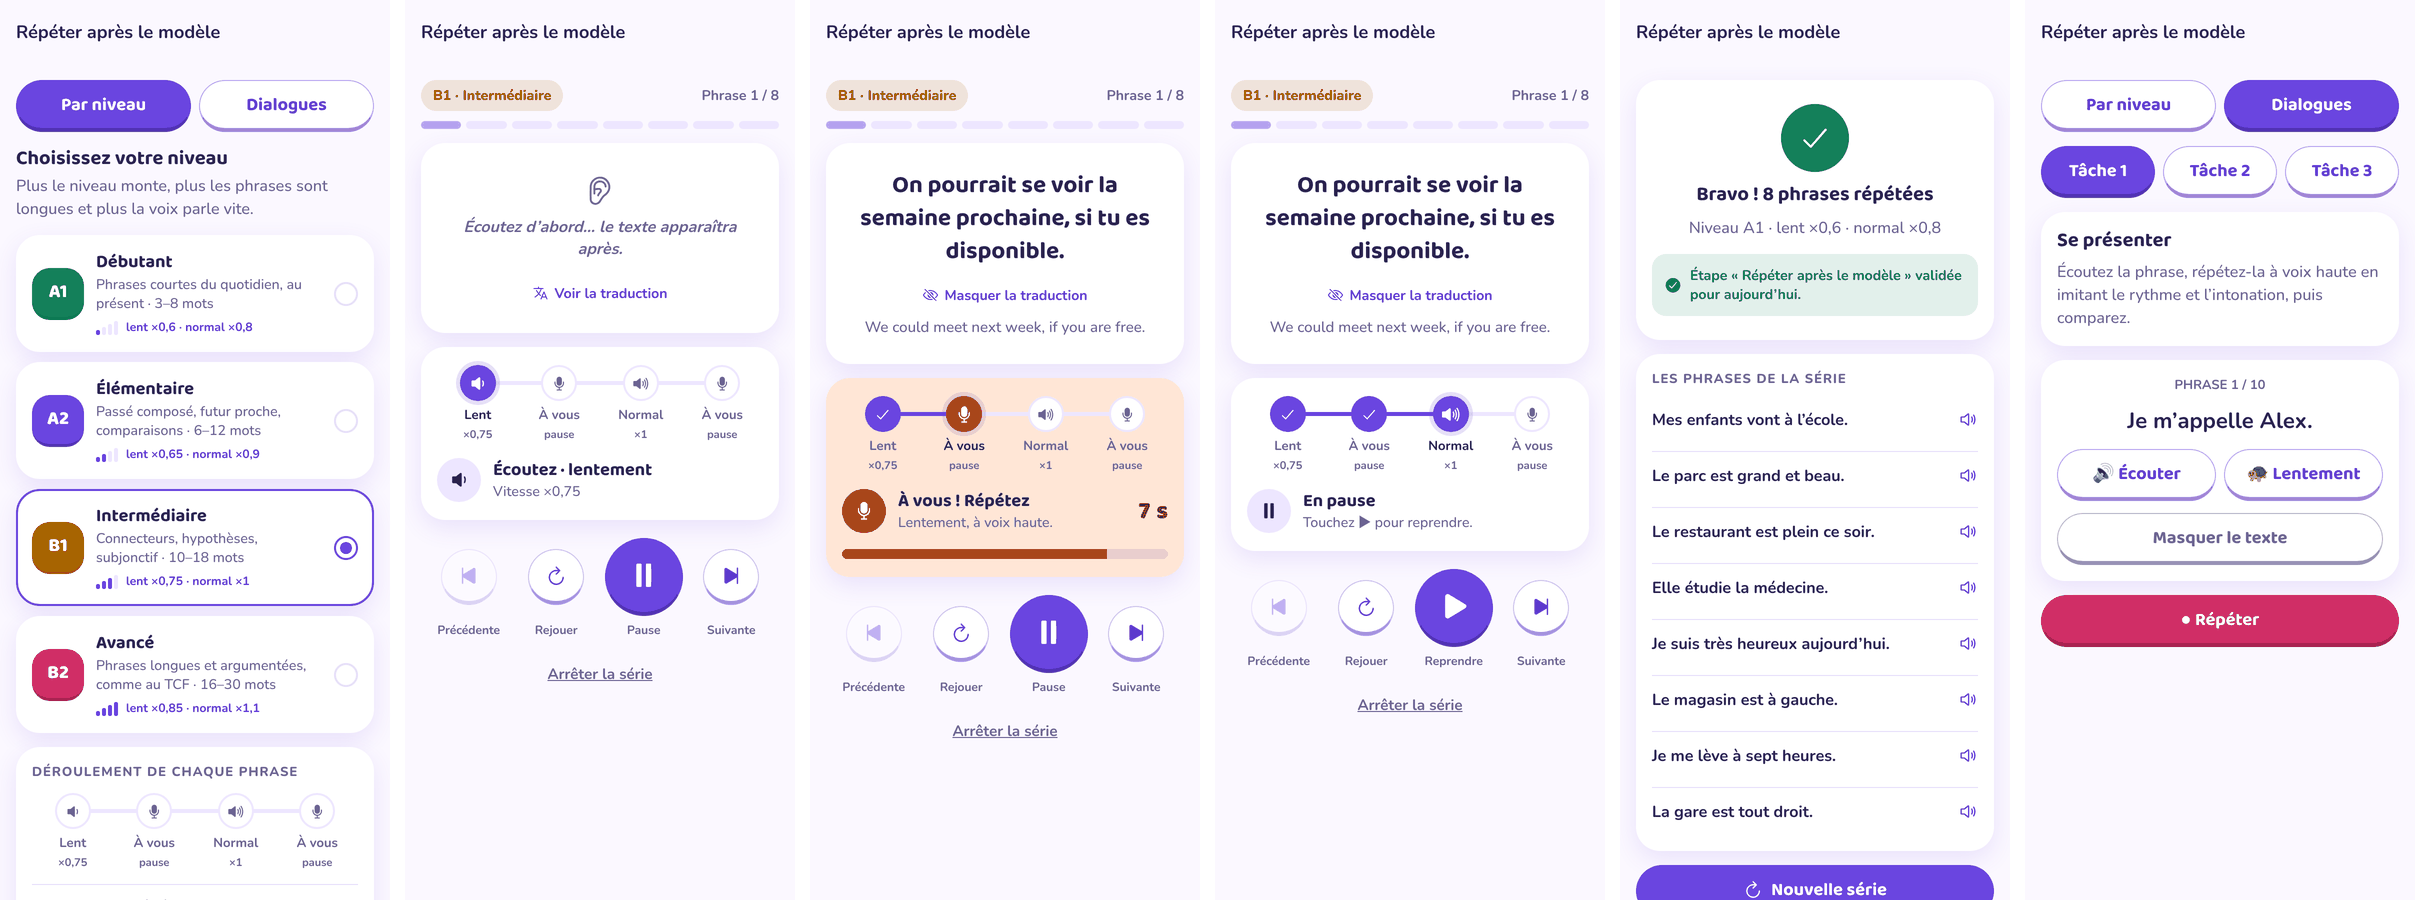 Répéter après le modèle
Par niveau
Dialogues
Choisissez votre niveau
Plus le niveau monte, plus les phrases sont
longues et plus la voix parle vite.
A1
Débutant
Phrases courtes du quotidien, au
présent · 3–8 mots
lent ×0,6 · normal ×0,8
A2
Élémentaire
Passé composé, futur proche,
comparaisons · 6–12 mots
lent ×0,65 · normal ×0,9
B1
Intermédiaire
Connecteurs, hypothèses,
subjonctif · 10–18 mots
lent ×0,75 · normal ×1
B2
Avancé
Phrases longues et argumentées,
comme au TCF · 16–30 mots
lent ×0,85 · normal ×1,1
DÉROULEMENT DE CHAQUE PHRASE
Lent
×0,75
À vous
pause
Normal
×1
À vous
pause
Répéter après le modèle
B1 · Intermédiaire
Phrase 1 / 8
Écoutez d’abord… le texte apparaîtra
après.
Voir la traduction
Lent
×0,75
À vous
pause
Normal
×1
À vous
pause
Écoutez · lentement
Vitesse ×0,75
Précédente
Rejouer
Pause
Suivante
Arrêter la série
Répéter après le modèle
B1 · Intermédiaire
Phrase 1 / 8
On pourrait se voir la
semaine prochaine, si tu es
disponible.
Masquer la traduction
We could meet next week, if you are free.
Lent
×0,75
À vous
pause
Normal
×1
À vous
pause
À vous ! Répétez
Lentement, à voix haute.
7 s
Précédente
Rejouer
Pause
Suivante
Arrêter la série
Répéter après le modèle
B1 · Intermédiaire
Phrase 1 / 8
On pourrait se voir la
semaine prochaine, si tu es
disponible.
Masquer la traduction
We could meet next week, if you are free.
Lent
×0,75
À vous
pause
Normal
×1
À vous
pause
En pause
Touchez ▶ pour reprendre.
Précédente
Rejouer
Reprendre
Suivante
Arrêter la série
Répéter après le modèle
Bravo ! 8 phrases répétées
Niveau A1 · lent ×0,6 · normal ×0,8
Étape « Répéter après le modèle » validée
pour aujourd’hui.
LES PHRASES DE LA SÉRIE
Mes enfants vont à l’école.
Le parc est grand et beau.
Le restaurant est plein ce soir.
Elle étudie la médecine.
Je suis très heureux aujourd’hui.
Le magasin est à gauche.
Je me lève à sept heures.
La gare est tout droit.
Nouvelle série
Répéter après le modèle
Par niveau
Dialogues
Tâche 1
Tâche 2
Tâche 3
Se présenter
Écoutez la phrase, répétez-la à voix haute en
imitant le rythme et l’intonation, puis
comparez.
PHRASE 1 / 10
Je m’appelle Alex.
🔊 Écouter
🐢 Lentement
Masquer le texte
● Répéter